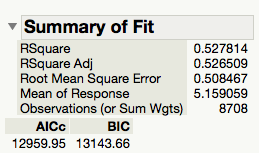 Summary of Fit
RSquare 0.527814
RSquare Adj 0.526509
Root Mean Square Error 0.508467
Mean of Response 5.159059
Observations (or Sum Wgts) 8708
AICc BIC
12959.95 13143.66